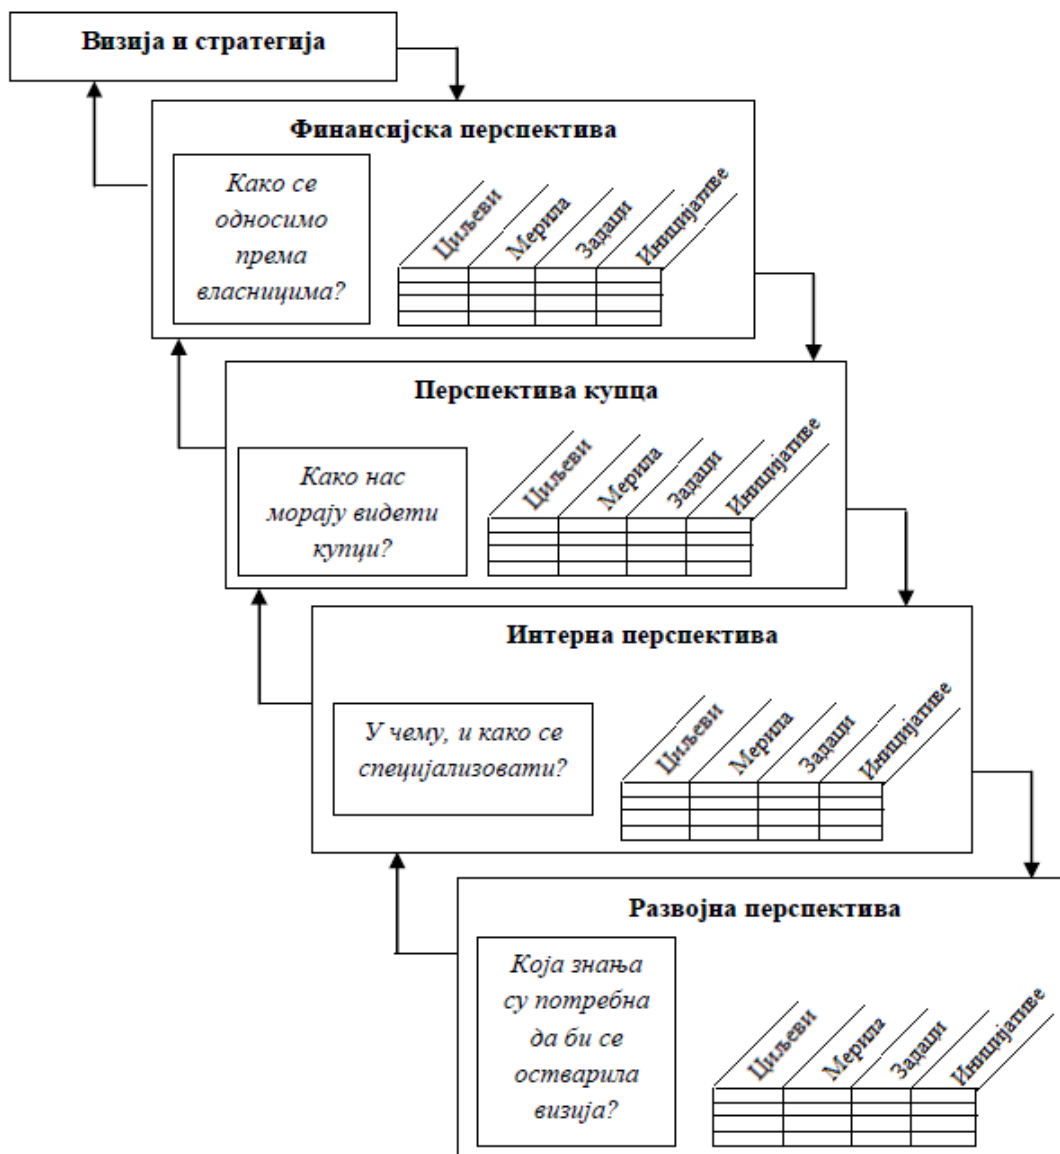 Визија и стратегија
Финансијска перспектива
Како се
односимо
према
власницима?
Циљеви
Мерила
Задаци
Иницијативе
Перспектива купца
Како нас
морају видети
купци?
Циљеви
Мерила
Задаци
Иницијативе
Интерна перспектива
У чему, и како се
специјализовати?
Циљеви
Мерила
Задаци
Иницијативе
Развојна перспектива
Која знања
су потребна
да би се
остварила
визија?
Циљеви
Мерила
Задаци
Иницијативе